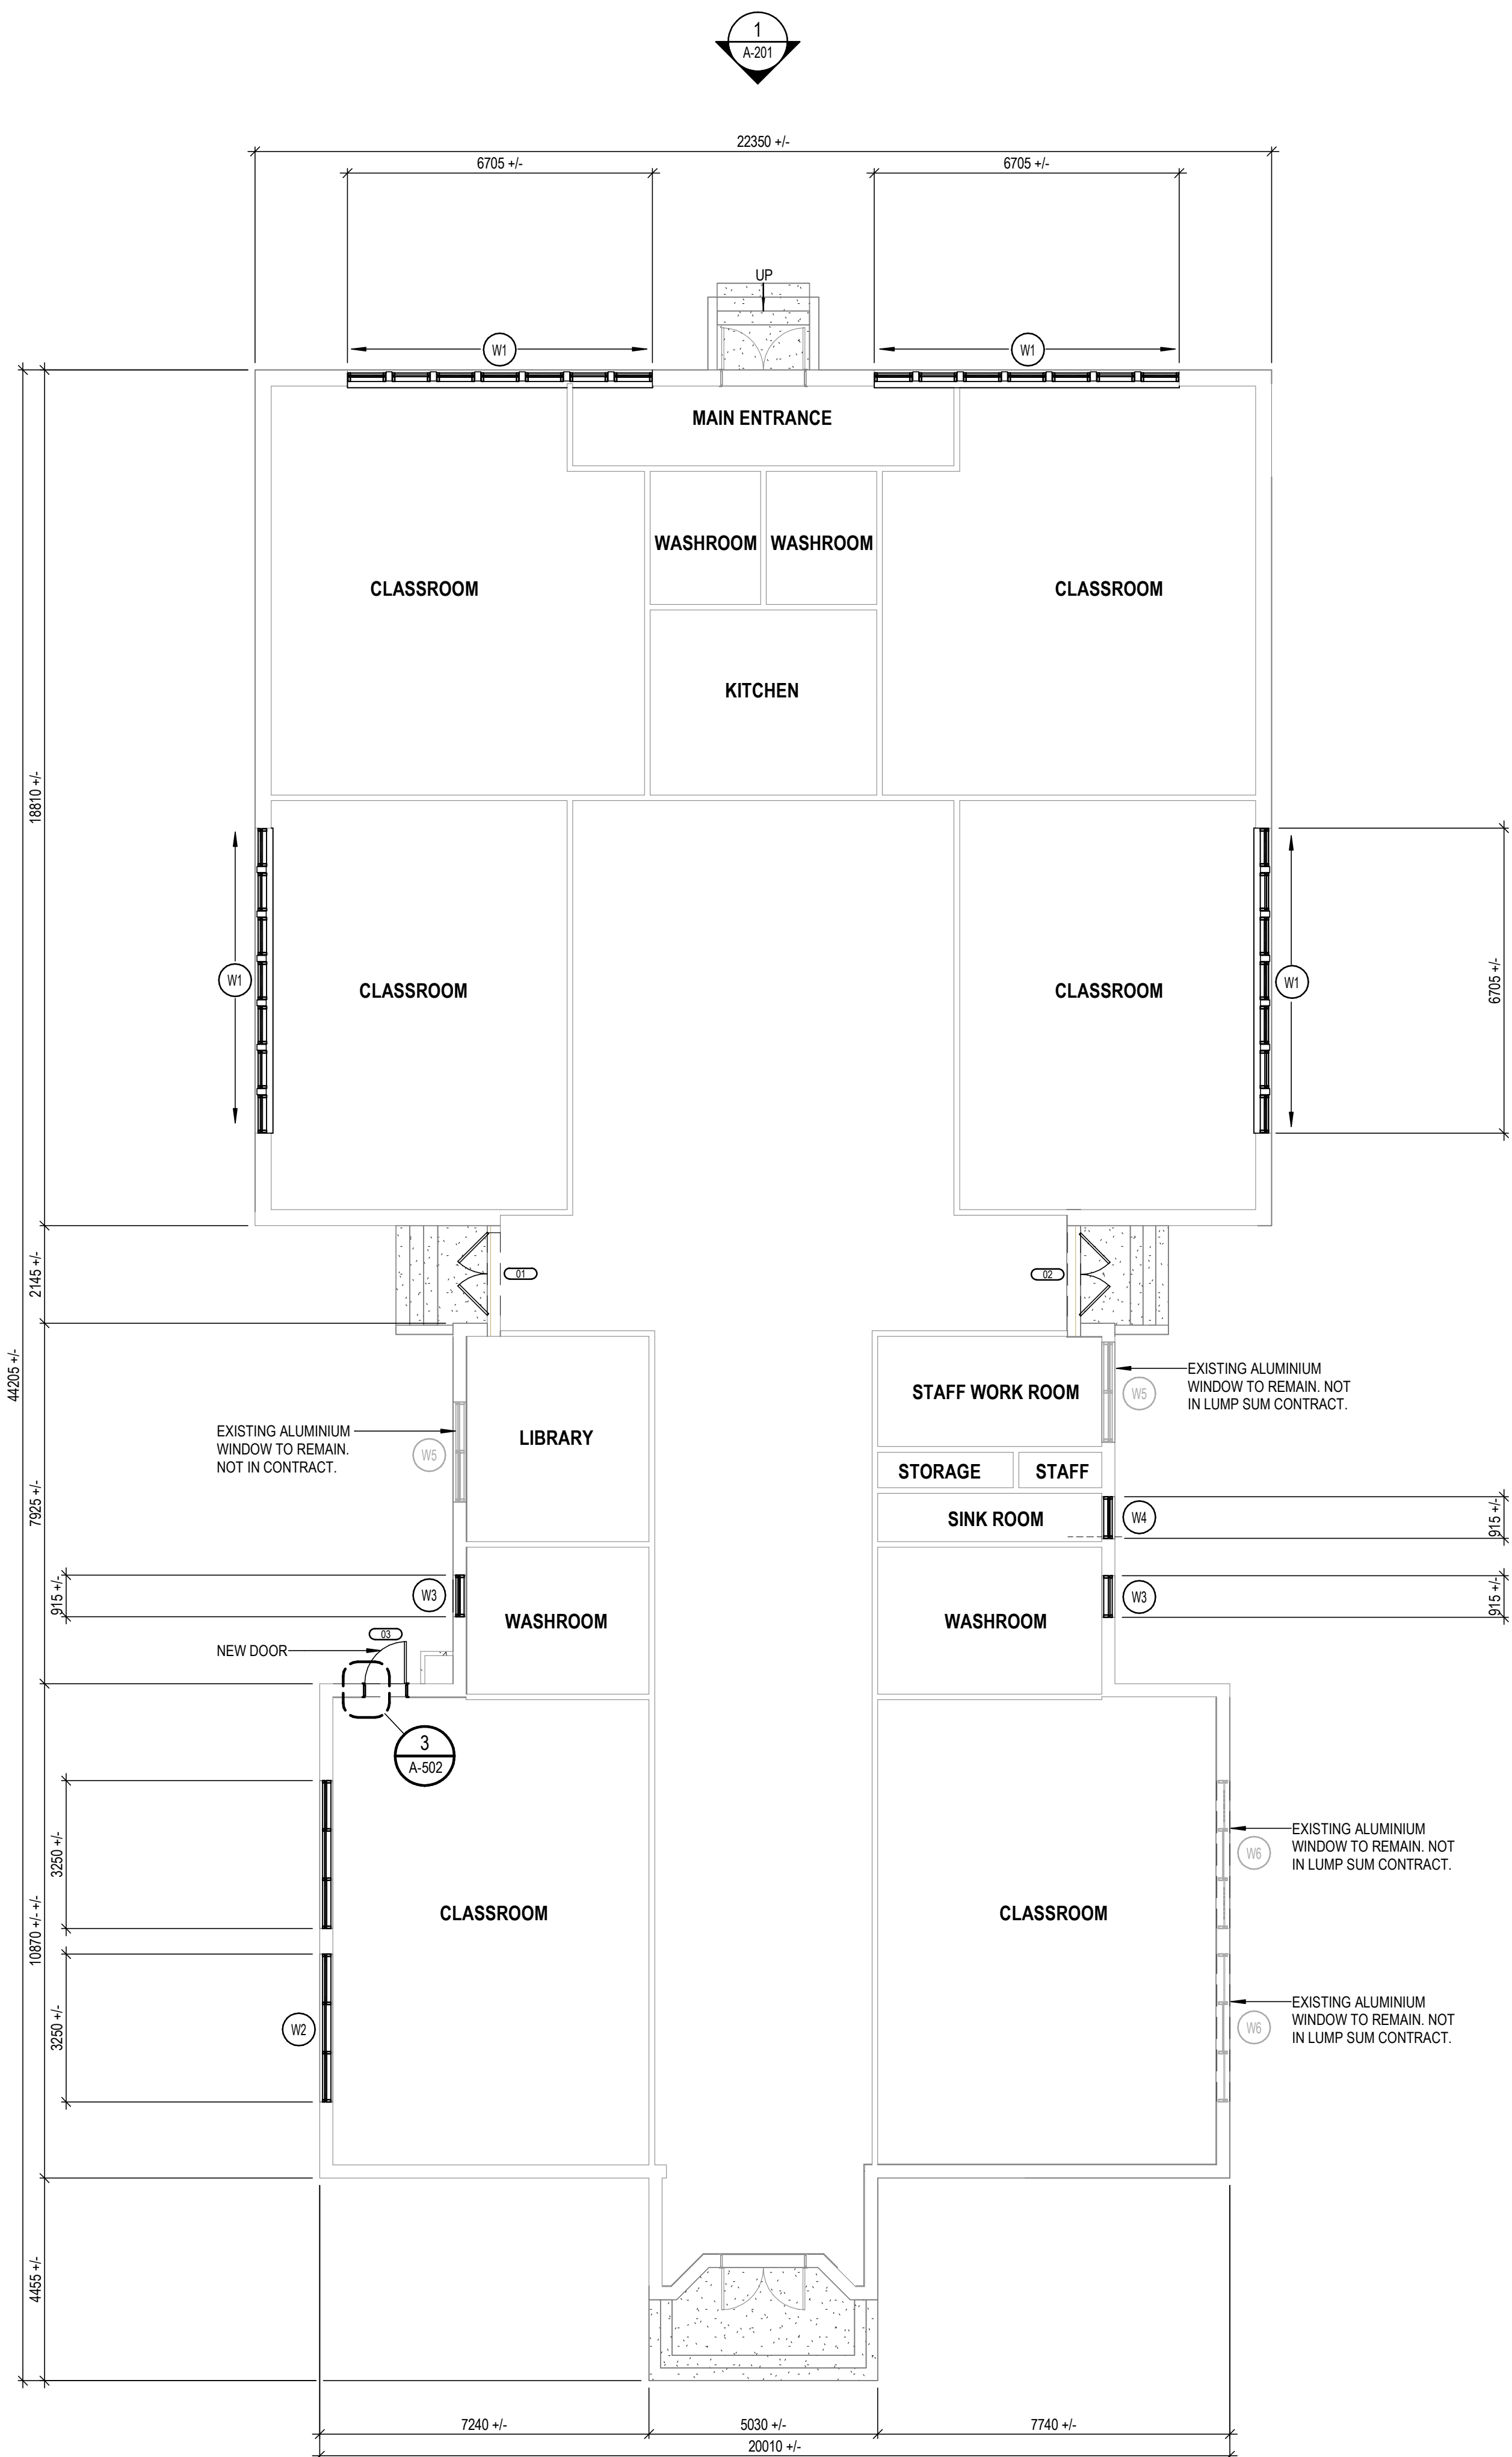 1
A-201
22350 +/-
6705 +/-
6705 +/-
UP
W1
W1
MAIN ENTRANCE
WASHROOM
WASHROOM
CLASSROOM
CLASSROOM
KITCHEN
18810 +/-
W1
CLASSROOM
CLASSROOM
W1
6705 +/-
2145 +/-
01
02
44205 +/-
EXISTING ALUMINIUM
WINDOW TO REMAIN. NOT
IN LUMP SUM CONTRACT.
W5
STAFF WORK ROOM
EXISTING ALUMINIUM
WINDOW TO REMAIN.
NOT IN CONTRACT.
W5
LIBRARY
STORAGE
STAFF
7925 +/-
SINK ROOM
W4
915 +/-
915 +/-
W3
WASHROOM
WASHROOM
W3
915 +/-
03
NEW DOOR
3
A-502
3250 +/-
EXISTING ALUMINIUM
WINDOW TO REMAIN. NOT
IN LUMP SUM CONTRACT.
W6
10870 +/- +/-
CLASSROOM
CLASSROOM
3250 +/-
W2
EXISTING ALUMINIUM
WINDOW TO REMAIN. NOT
IN LUMP SUM CONTRACT.
W6
4455 +/-
7240 +/-
5030 +/-
7740 +/-
20010 +/-